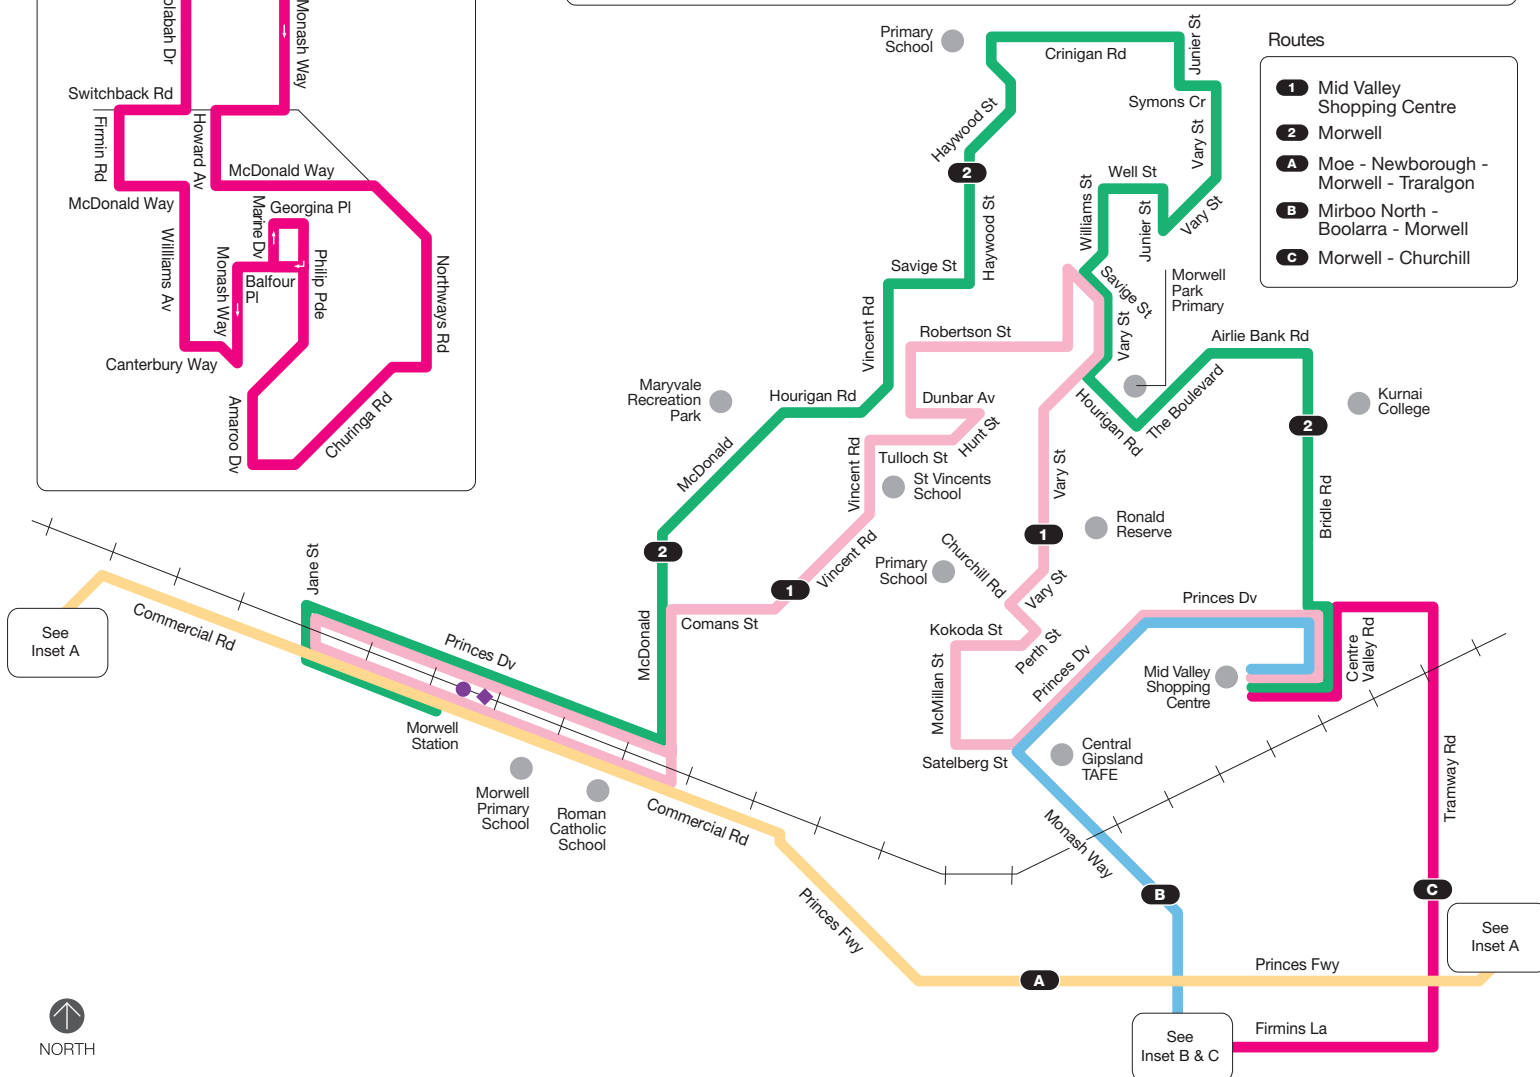 Monash Way
Switchback Rd
Firmin Rd
Howard Av
McDonald Way
McDonald Way
Georgina Pl
Marine Dv
Willliams Av
Monash Way
Balfour
Pl
Philip Pde
Northways Rd
Canterbury Way
Amaroo Dv
Churinga Rd
Primary
School
Crinigan Rd
Junier St
Symons Cr
Haywood St
Vary St
2
Well St
Williams St
Junier St
Vary St
Haywood St
Savige St
Savige St
Morwell
Park
Primary
Vincent Rd
Robertson St
Vary St
Airlie Bank Rd
Maryvale
Recreation
Park
Hourigan Rd
Dunbar Av
Hunt St
Hourigan Rd
The Boulevard
Kurnai
College
2
McDonald
Vincent Rd
Tulloch St
St Vincents
School
Vary St
Bridle Rd
Ronald
Reserve
1
2
Vincent Rd
Primary
School
Churchill Rd
Vary St
1
Jane St
Commercial Rd
See
Inset A
Princes Dv
McDonald
Comans St
Kokoda St
Perth St
McMillan St
Princes Dv
Princes Dv
Centre
Valley Rd
Mid Valley
Shopping
Centre
Morwell
Station
Satelberg St
Central
Gipsland
TAFE
Tramway Rd
Morwell
Primary
School
Roman
Catholic
School
Commercial Rd
Monash Way
Princes Fwy
B
C
See
Inset A
A
Princes Fwy
See
Inset B & C
Firmins La
NORTH
Routes
1 Mid Valley
Shopping Centre
2 Morwell
A Moe - Newborough -
Morwell - Traralgon
B Mirboo North -
Boolarra - Morwell
C Morwell - Churchill